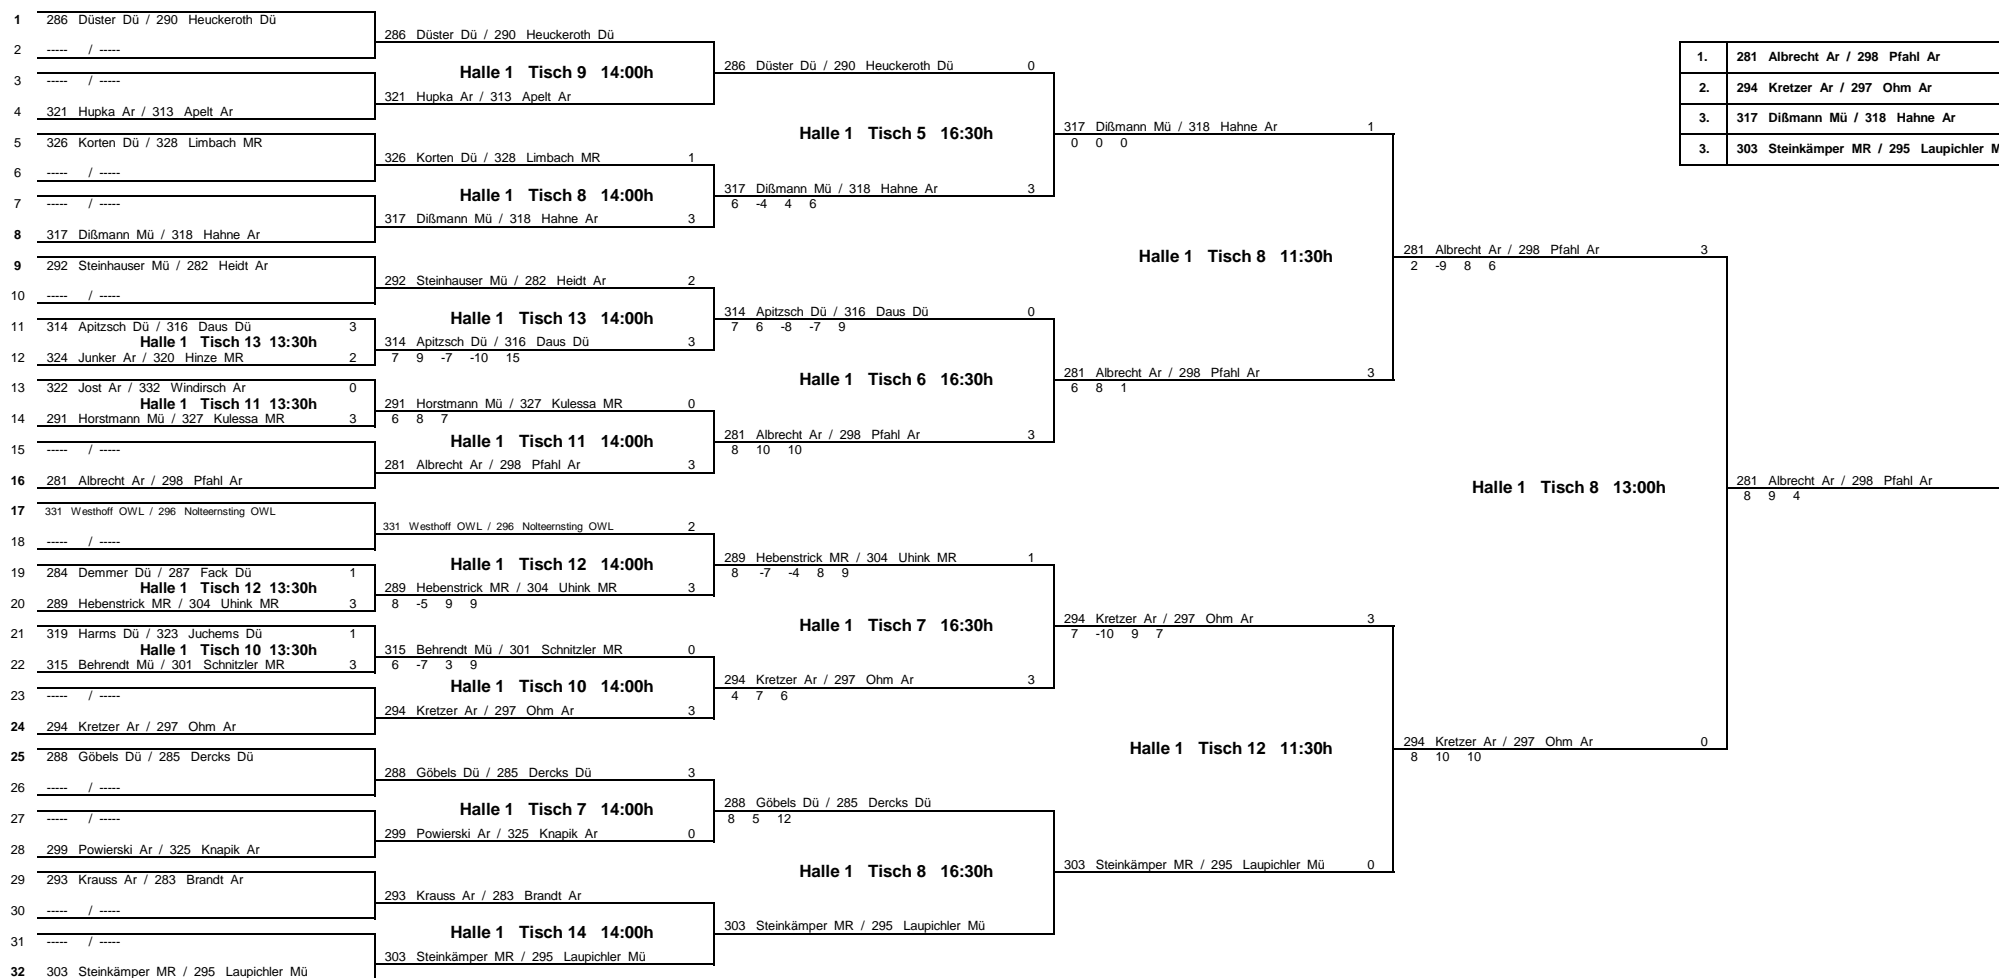 1 286 Düster Dü / 290 Heuckeroth Dü
2 ----- / -----
3 ----- / -----
4 321 Hupka Ar / 313 Apelt Ar
5 326 Korten Dü / 328 Limbach MR
6 ----- / -----
7 ----- / -----
8 317 Dißmann Mü / 318 Hahne Ar
9 292 Steinhauser Mü / 282 Heidt Ar
10 ----- / -----
11 314 Apitzsch Dü / 316 Daus Dü 3
Halle 1 Tisch 13 13:30h
12 324 Junker Ar / 320 Hinze MR 2
13 322 Jost Ar / 332 Windirsch Ar 0
Halle 1 Tisch 11 13:30h
14 291 Horstmann Mü / 327 Kulessa MR 3
15 ----- / -----
16 281 Albrecht Ar / 298 Pfahl Ar
17 331 Westhoff OWL / 296 Nolteernsting OWL
18 ----- / -----
19 284 Demmer Dü / 287 Fack Dü 1
Halle 1 Tisch 12 13:30h
20 289 Hebenstrick MR / 304 Uhink MR 3
21 319 Harms Dü / 323 Juchems Dü 1
Halle 1 Tisch 10 13:30h
22 315 Behrendt Mü / 301 Schnitzler MR 3
23 ----- / -----
24 294 Kretzer Ar / 297 Ohm Ar
25 288 Göbels Dü / 285 Dercks Dü
26 ----- / -----
27 ----- / -----
28 299 Powierski Ar / 325 Knapik Ar
29 293 Krauss Ar / 283 Brandt Ar
30 ----- / -----
31 ----- / -----
32 303 Steinkämper MR / 295 Laupichler Mü
286 Düster Dü / 290 Heuckeroth Dü
Halle 1 Tisch 9 14:00h
321 Hupka Ar / 313 Apelt Ar
326 Korten Dü / 328 Limbach MR 1
Halle 1 Tisch 8 14:00h
317 Dißmann Mü / 318 Hahne Ar 3
292 Steinhauser Mü / 282 Heidt Ar 2
Halle 1 Tisch 13 14:00h
314 Apitzsch Dü / 316 Daus Dü 3
7 9 -7 -10 15
291 Horstmann Mü / 327 Kulessa MR 0
6 8 7
Halle 1 Tisch 11 14:00h
281 Albrecht Ar / 298 Pfahl Ar 3
331 Westhoff OWL / 296 Nolteernsting OWL 2
Halle 1 Tisch 12 14:00h
289 Hebenstrick MR / 304 Uhink MR 3
8 -5 9 9
315 Behrendt Mü / 301 Schnitzler MR 0
6 -7 3 9
Halle 1 Tisch 10 14:00h
294 Kretzer Ar / 297 Ohm Ar 3
288 Göbels Dü / 285 Dercks Dü 3
Halle 1 Tisch 7 14:00h
299 Powierski Ar / 325 Knapik Ar 0
293 Krauss Ar / 283 Brandt Ar
Halle 1 Tisch 14 14:00h
303 Steinkämper MR / 295 Laupichler Mü
286 Düster Dü / 290 Heuckeroth Dü 0
Halle 1 Tisch 5 16:30h
317 Dißmann Mü / 318 Hahne Ar 3
6 -4 4 6
314 Apitzsch Dü / 316 Daus Dü 0
7 6 -8 -7 9
Halle 1 Tisch 6 16:30h
281 Albrecht Ar / 298 Pfahl Ar 3
8 10 10
289 Hebenstrick MR / 304 Uhink MR 1
8 -7 -4 8 9
Halle 1 Tisch 7 16:30h
294 Kretzer Ar / 297 Ohm Ar 3
4 7 6
288 Göbels Dü / 285 Dercks Dü
8 5 12
Halle 1 Tisch 8 16:30h
303 Steinkämper MR / 295 Laupichler Mü
317 Dißmann Mü / 318 Hahne Ar 1
0 0 0
Halle 1 Tisch 8 11:30h
281 Albrecht Ar / 298 Pfahl Ar 3
6 8 1
294 Kretzer Ar / 297 Ohm Ar 3
7 -10 9 7
Halle 1 Tisch 12 11:30h
303 Steinkämper MR / 295 Laupichler Mü 0
281 Albrecht Ar / 298 Pfahl Ar 3
2 -9 8 6
Halle 1 Tisch 8 13:00h
294 Kretzer Ar / 297 Ohm Ar 0
8 10 10
281 Albrecht Ar / 298 Pfahl Ar
8 9 4
1. 281 Albrecht Ar / 298 Pfahl Ar
2. 294 Kretzer Ar / 297 Ohm Ar
3. 317 Dißmann Mü / 318 Hahne Ar
3. 303 Steinkämper MR / 295 Laupichler